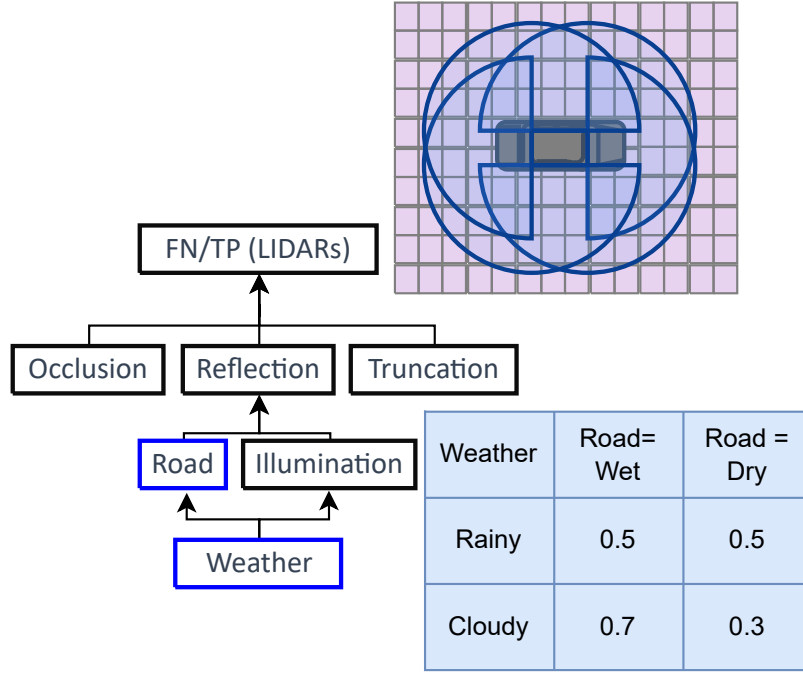 FN/TP (LIDARs)
Occlusion
Reflection
Truncation
Road
Illumination
Weather
Weather
Road=
Wet
Road =
Dry
Rainy
0.5
0.5
Cloudy
0.7
0.3